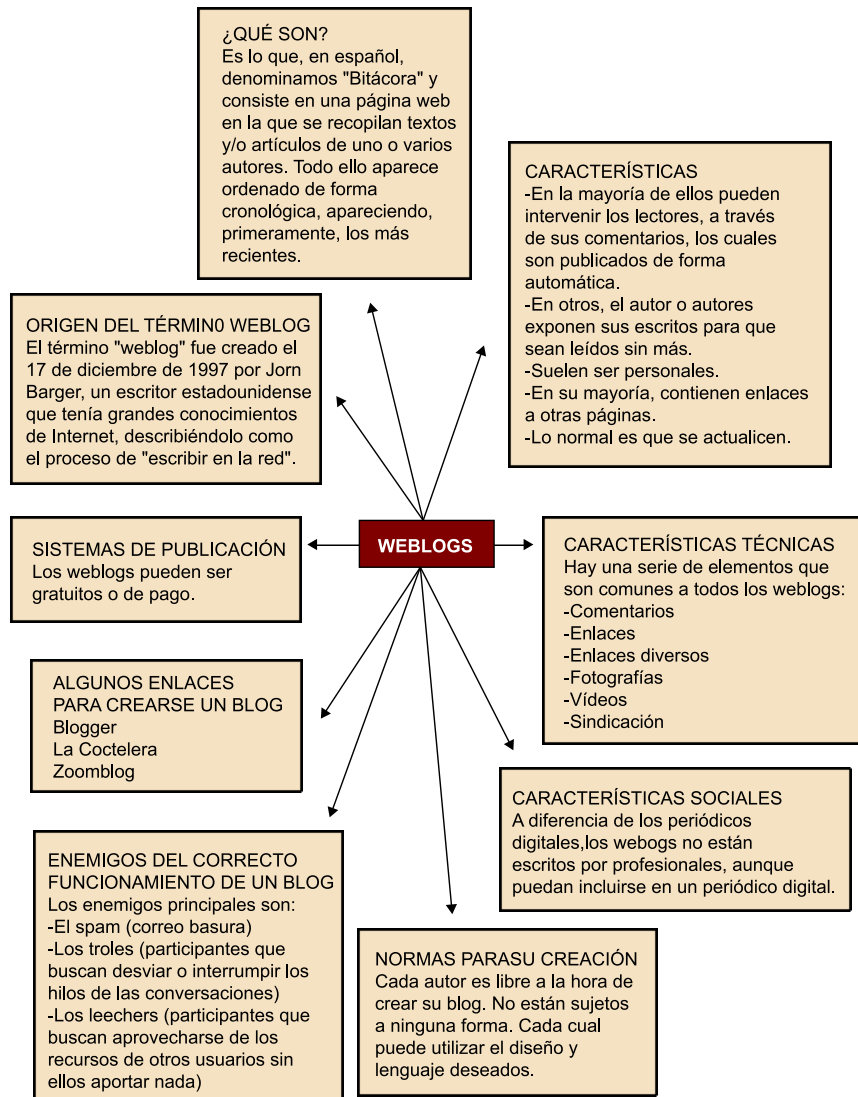 ¿QUÉ SON?
Es lo que, en español,
denominamos "Bitácora" y
consiste en una página web
en la que se recopilan textos
y/o artículos de uno o varios
autores. Todo ello aparece
ordenado de forma
cronológica, apareciendo,
primeramente, los más
recientes.
CARACTERÍSTICAS
-En la mayoría de ellos pueden
intervenir los lectores, a través
de sus comentarios, los cuales
son publicados de forma
automática.
-En otros, el autor o autores
exponen sus escritos para que
sean leídos sin más.
-Suelen ser personales.
-En su mayoría, contienen enlaces
a otras páginas.
-Lo normal es que se actualicen.
ORIGEN DEL TÉRMIN0 WEBLOG
El término "weblog" fue creado el
17 de diciembre de 1997 por Jorn
Barger, un escritor estadounidense
que tenía grandes conocimientos
de Internet, describiéndolo como
el proceso de "escribir en la red".
WEBLOGS
SISTEMAS DE PUBLICACIÓN
Los weblogs pueden ser
gratuitos o de pago.
CARACTERÍSTICAS TÉCNICAS
Hay una serie de elementos que
son comunes a todos los weblogs:
-Comentarios
-Enlaces
-Enlaces diversos
-Fotografías
-Vídeos
-Sindicación
ALGUNOS ENLACES
PARA CREARSE UN BLOG
Blogger
La Coctelera
Zoomblog
CARACTERÍSTICAS SOCIALES
A diferencia de los periódicos
digitales,los webogs no están
escritos por profesionales, aunque
puedan incluirse en un periódico digital.
ENEMIGOS DEL CORRECTO
FUNCIONAMIENTO DE UN BLOG
Los enemigos principales son:
-El spam (correo basura)
-Los troles (participantes que
buscan desviar o interrumpir los
hilos de las conversaciones)
-Los leechers (participantes que
buscan aprovecharse de los
recursos de otros usuarios sin
ellos aportar nada)
NORMAS PARASU CREACIÓN
Cada autor es libre a la hora de
crear su blog. No están sujetos
a ninguna forma. Cada cual
puede utilizar el diseño y
lenguaje deseados.